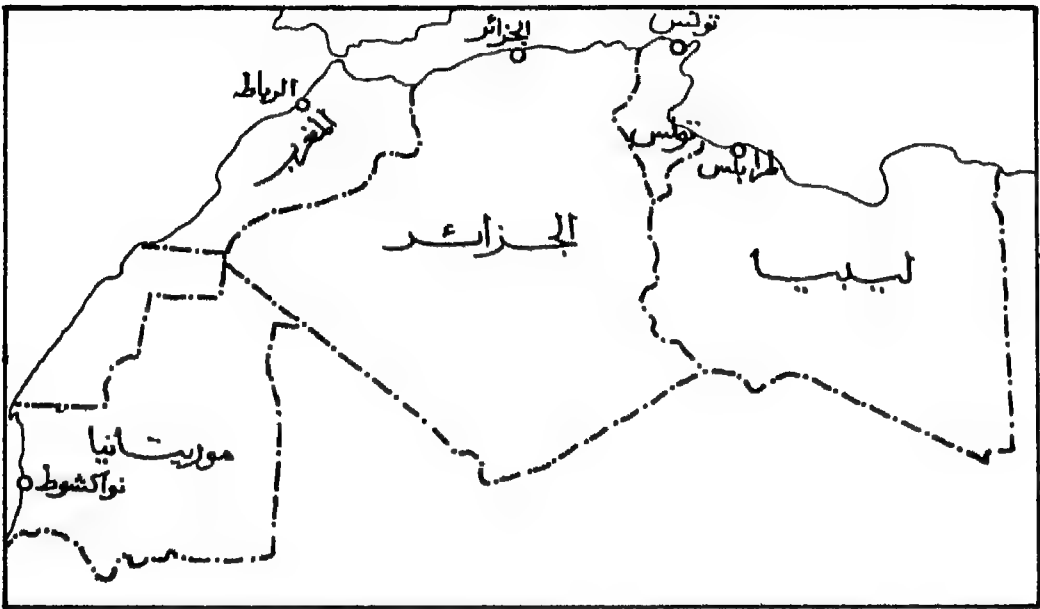 تونس
الجزائر
الرباط
المغرب
تونس
طرابلس
الجزائر
ليبيا
موريتانيا
نواكشوط